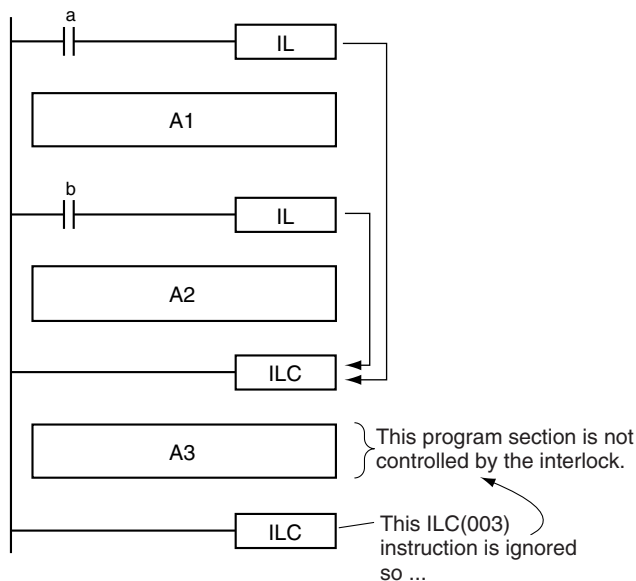 a
IL
A1
b
IL
A2
ILC
A3
This program section is not
controlled by the interlock.
ILC
This ILC(003)
instruction is ignored
so ...